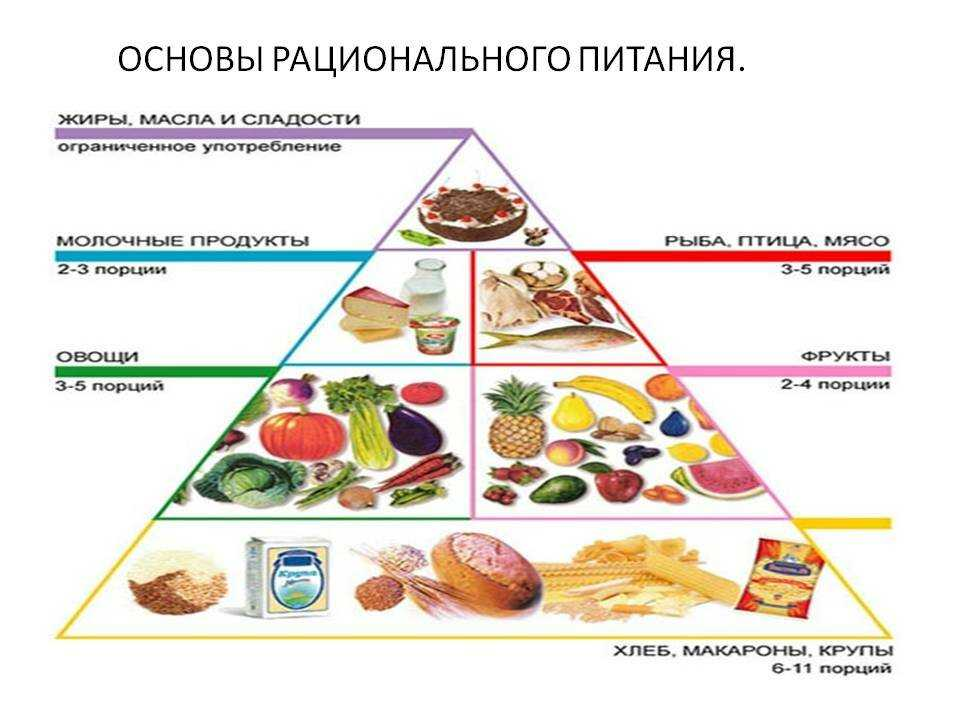 ОСНОВЫ РАЦИОНАЛЬНОГО ПИТАНИЯ.
ЖИРЫ, МАСЛА И СЛАДОСТИ
ограниченное употребление
МОЛОЧНЫЕ ПРОДУКТЫ
2-3 порции
РЫБА, ПТИЦА, МЯСО
3-5 порций
ОВОЩИ
3-5 порций
ФРУКТЫ
2-4 порции
Крупа
ХЛЕБ, МАКАРОНЫ, КРУПЫ
6-11 порций